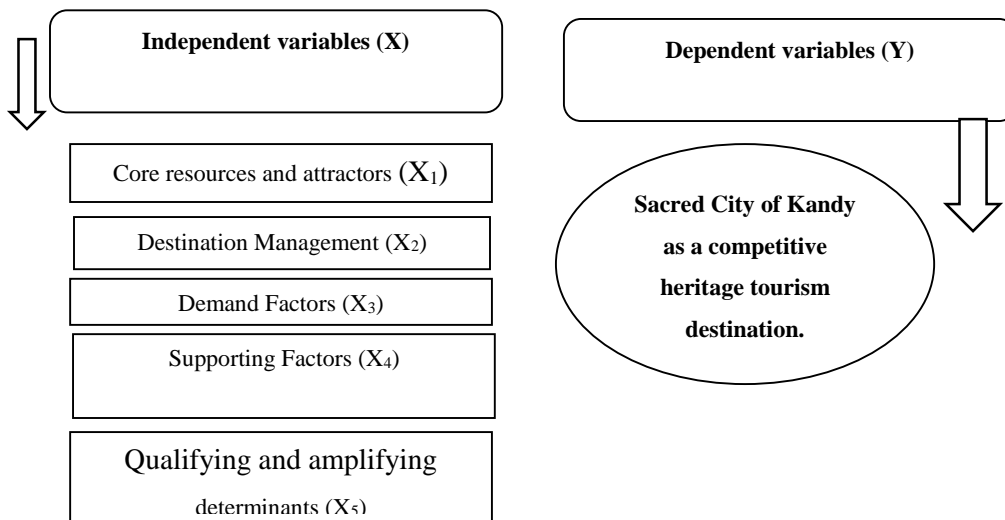 Independent variables (X)
Dependent variables (Y)
Core resources and attractors (X₁)
Destination Management (X₂)
Demand Factors (X₃)
Supporting Factors (X₄)
Qualifying and amplifying
determinants (X₅)
Sacred City of Kandy
as a competitive
heritage tourism
destination.